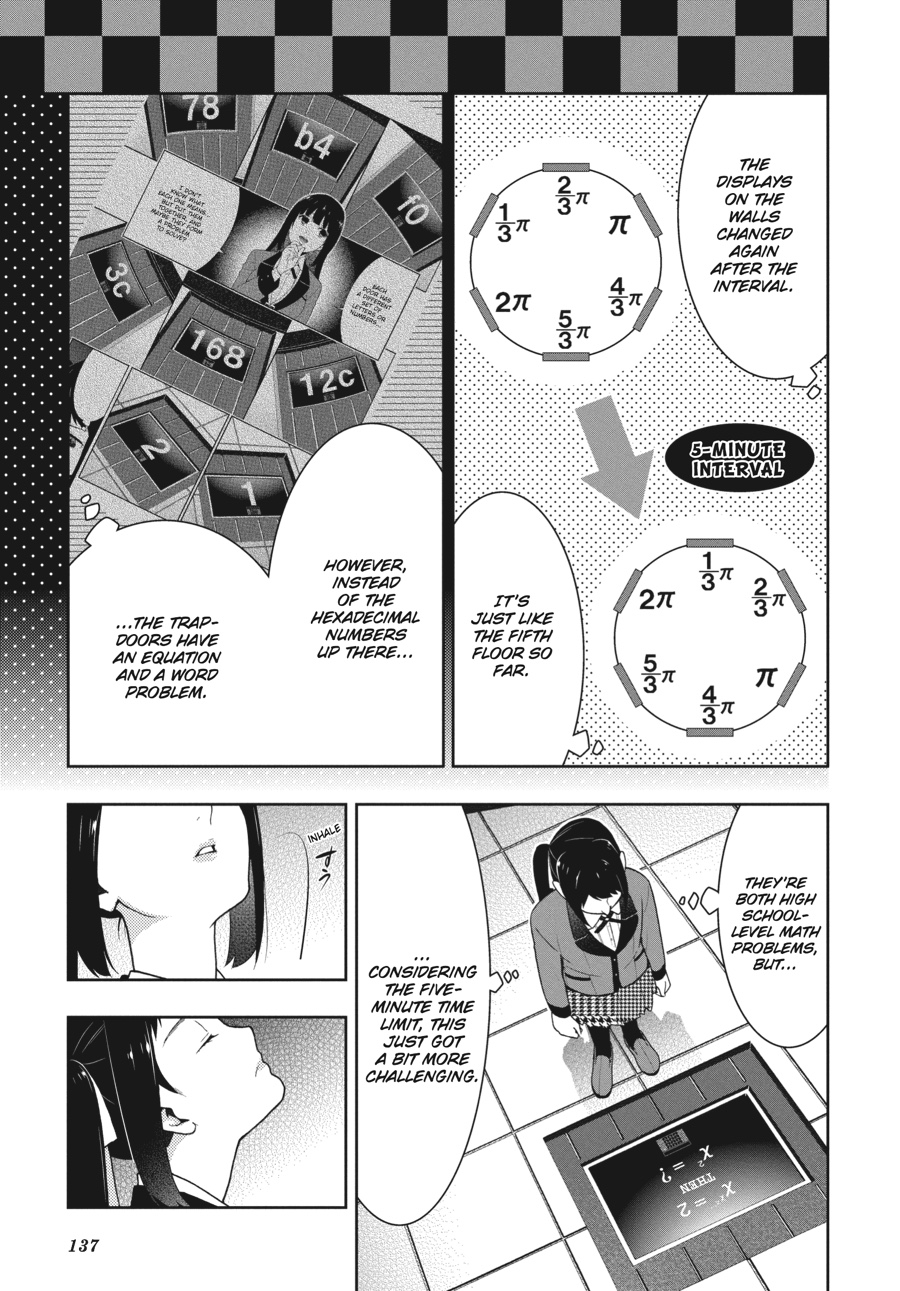 THE
DISPLAYS
ON THE
WALLS
CHANGED
AGAIN
AFTER THE
INTERVAL.
2/3π
1/3π
π
2π
4/3π
5/3π
5-MINUTE
INTERVAL
1/3π
2π
2/3π
5/3π
π
4/3π
IT'S
JUST LIKE
THE FIFTH
FLOOR SO
FAR.
78
b4
f0
3c
168
12c
2
1
EACH
DOOR HAS
A DIFFERENT
SET OF
LETTERS OR
NUMBERS...
I DON'T
KNOW WHAT
EACH ONE MEANS.
BUT PUT THEM
TOGETHER, AND
MAYBE THEY FORM
A PROBLEM
TO SOLVE?
HOWEVER,
INSTEAD
OF THE
HEXADECIMAL
NUMBERS
UP THERE...
...THE TRAP-
DOORS HAVE
AN EQUATION
AND A WORD
PROBLEM.
THEY'RE
BOTH HIGH
SCHOOL-
LEVEL MATH
PROBLEMS,
BUT...
...
CONSIDERING
THE FIVE-
MINUTE TIME
LIMIT, THIS
JUST GOT
A BIT MORE
CHALLENGING.
THEN
INHALE
すぅ
137